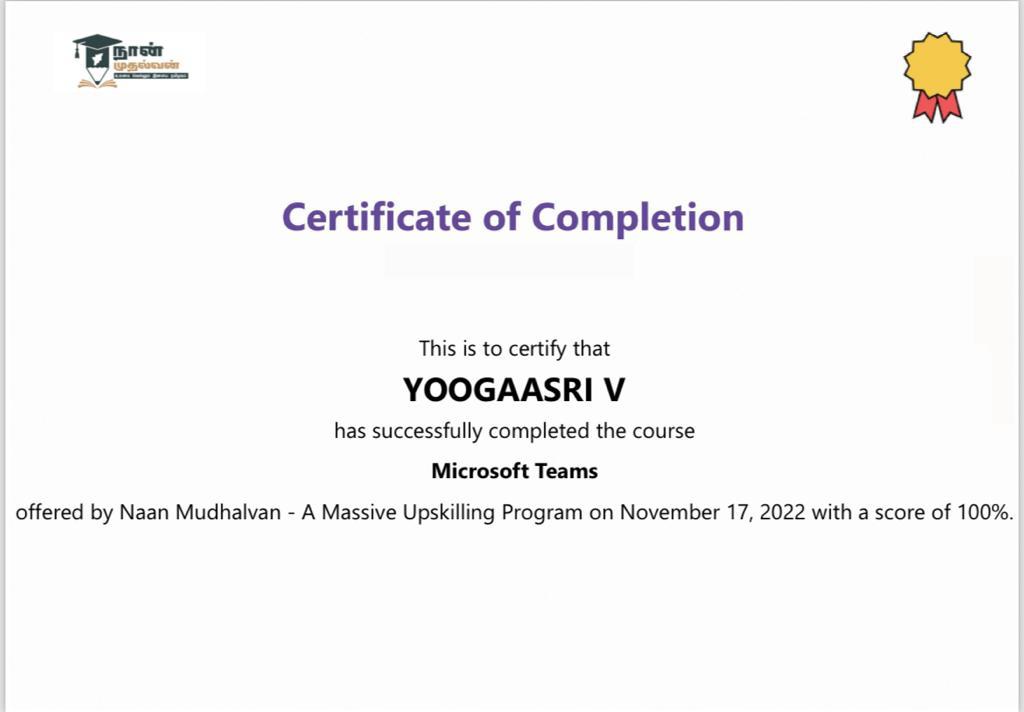 நான்
முதல்வன்
Certificate of Completion
This is to certify that
YOOGAASRI V
has successfully completed the course
Microsoft Teams
offered by Naan Mudhalvan - A Massive Upskilling Program on November 17, 2022 with a score of 100%.